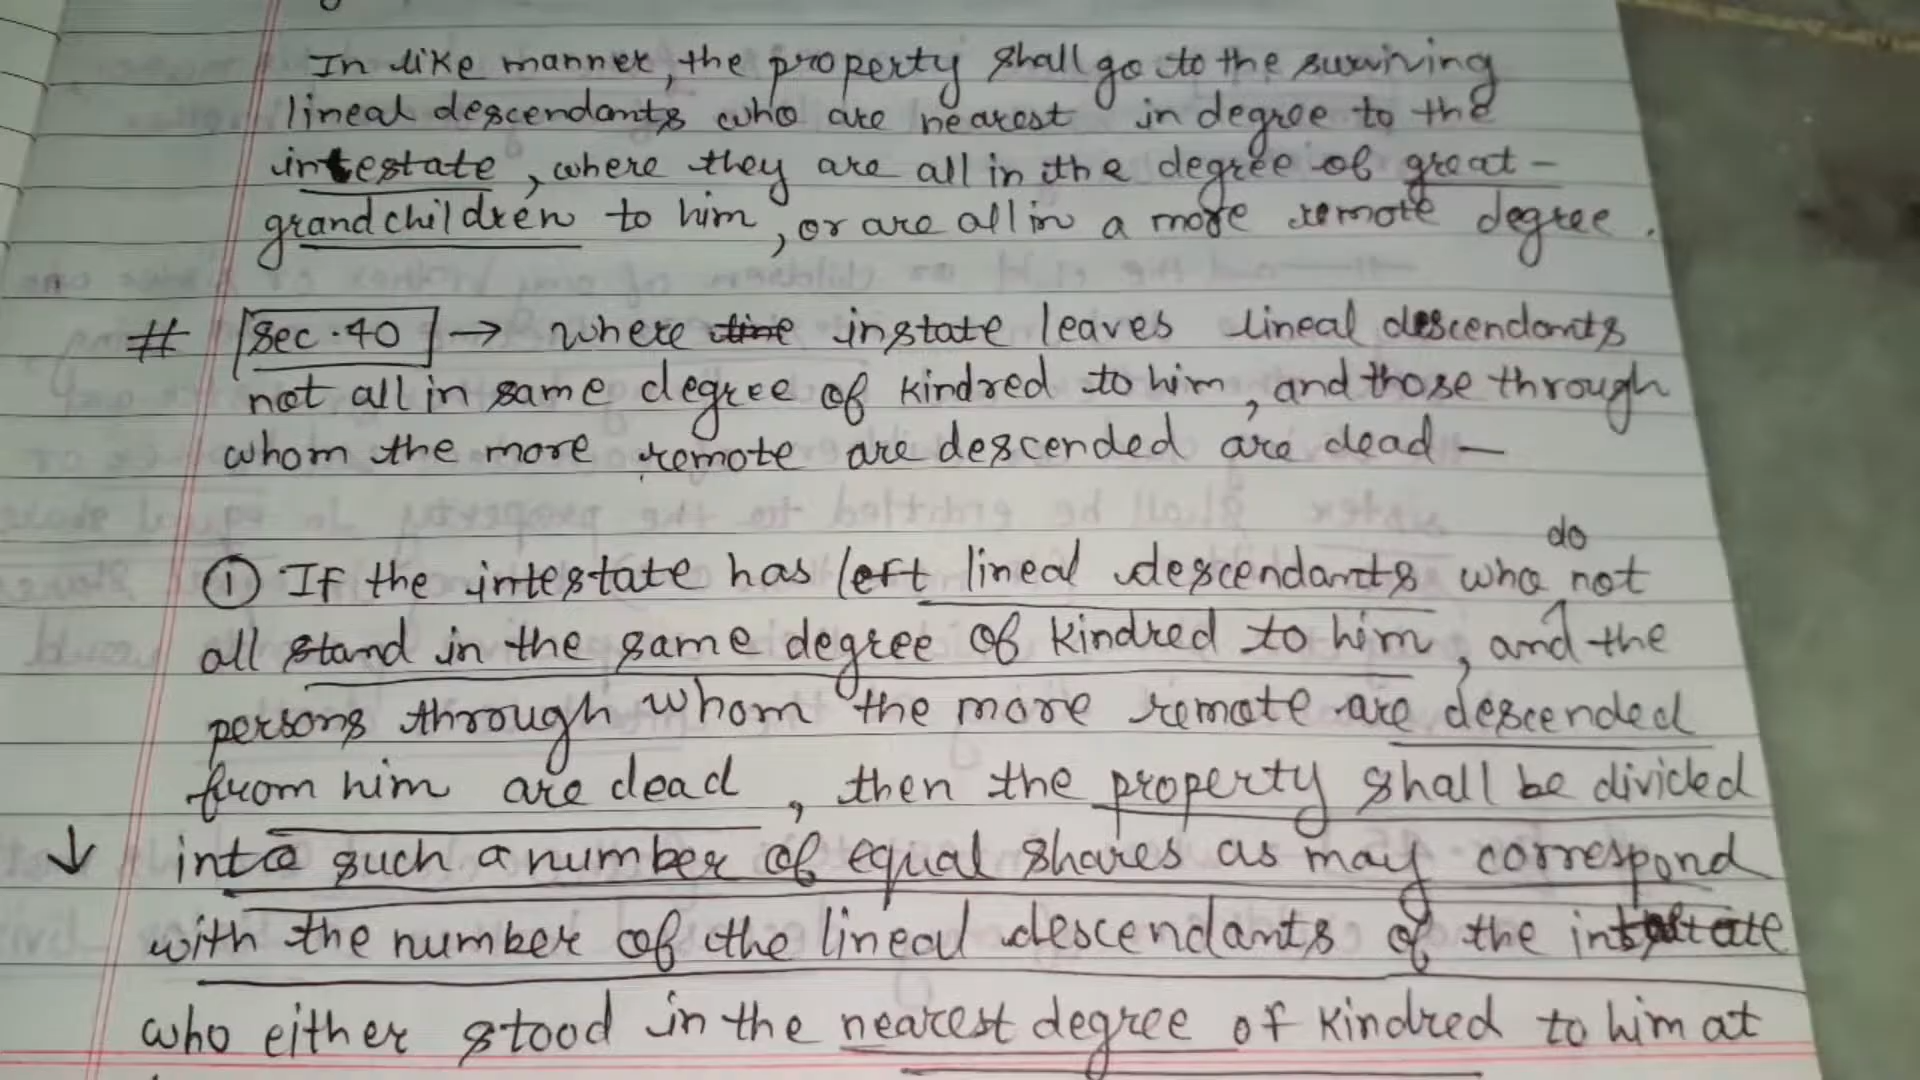 In like manner, the property shall go to the surviving
lineal descendants who are nearest in degree to the
intestate, where they are all in the degree of great-
grandchildren to him, or are all in a more remote degree.
# sec. 40 → where instate leaves lineal descendants
not all in same degree of kindred to him, and those through
whom the more remote are descended are dead —
① If the intestate has left lineal descendants who do not
all stand in the same degree of kindred to him, and the
persons through whom the more remote are descended
from him are dead, then the property shall be divided
↓ into such a number of equal shares as may correspond
with the number of the lineal descendants of the intestate
who either stood in the nearest degree of kindred to him at